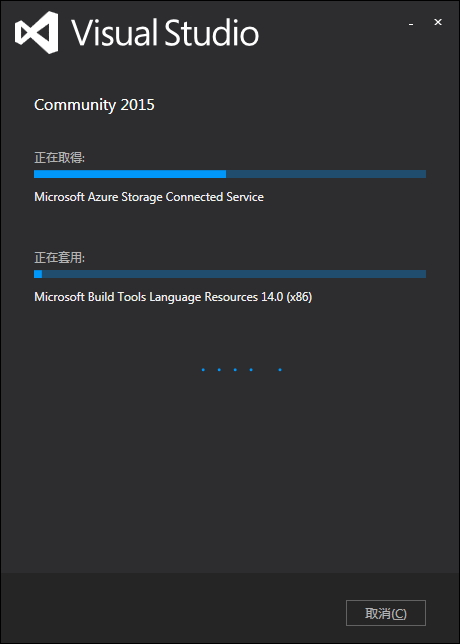 Visual Studio
Community 2015
正在取得:
Microsoft Azure Storage Connected Service
正在套用:
Microsoft Build Tools Language Resources 14.0 (x86)
取消(C)